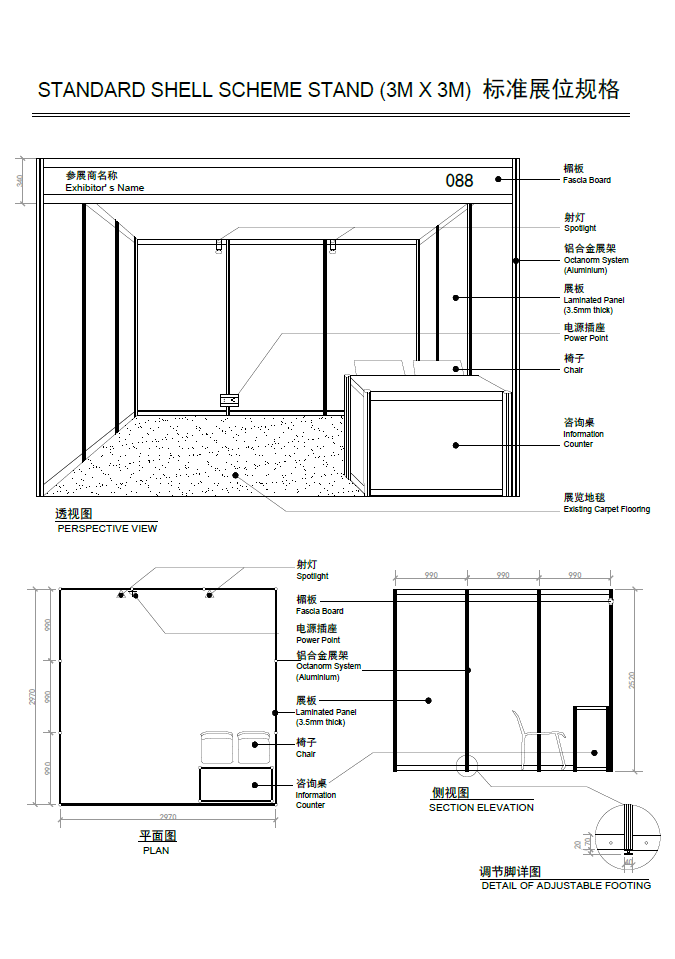 STANDARD SHELL SCHEME STAND (3M X 3M) 标准展位规格
参展商名称
Exhibitor' s Name
088
340
楣板
Fascia Board
射灯
Spotlight
铝合金展架
Octanorm System
(Aluminium)
展板
Laminated Panel
(3.5mm thick)
电源插座
Power Point
椅子
Chair
咨询桌
Information
Counter
展览地毯
Existing Carpet Flooring
透视图
PERSPECTIVE VIEW
射灯
Spotlight
楣板
Fascia Board
电源插座
Power Point
铝合金展架
Octanorm System
(Aluminium)
展板
Laminated Panel
(3.5mm thick)
椅子
Chair
咨询桌
Information
Counter
990
990
990
2970
2970
平面图
PLAN
990
990
990
2520
侧视图
SECTION ELEVATION
20
70
调节脚详图
DETAIL OF ADJUSTABLE FOOTING